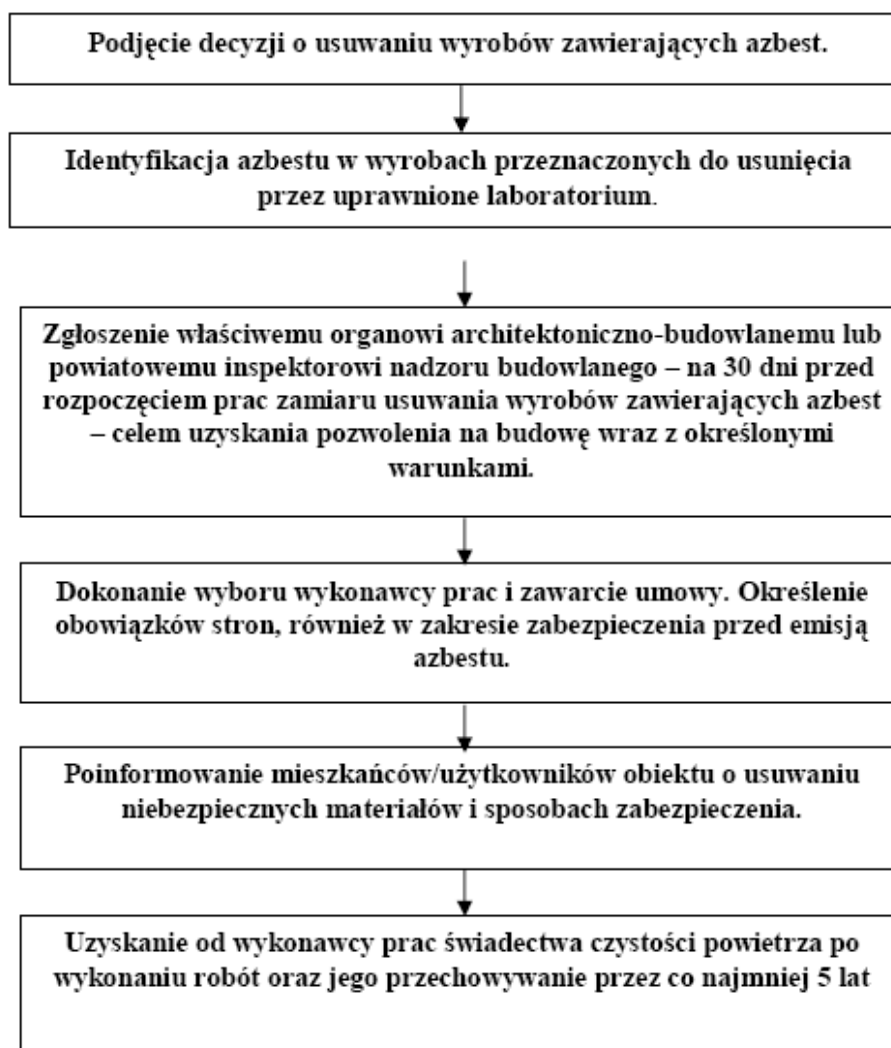 Podjęcie decyzji o usuwaniu wyrobów zawierających azbest.
Identyfikacja azbestu w wyrobach przeznaczonych do usunięcia
przez uprawnione laboratorium.
Zgłoszenie właściwemu organowi architektoniczno-budowlanemu lub
powiatowemu inspektorowi nadzoru budowlanego – na 30 dni przed
rozpoczęciem prac zamiaru usuwania wyrobów zawierających azbest
– celem uzyskania pozwolenia na budowę wraz z określonymi
warunkami.
Dokonanie wyboru wykonawcy prac i zawarcie umowy. Określenie
obowiązków stron, również w zakresie zabezpieczenia przed emisją
azbestu.
Poinformowanie mieszkańców/użytkowników obiektu o usuwaniu
niebezpiecznych materiałów i sposobach zabezpieczenia.
Uzyskanie od wykonawcy prac świadectwa czystości powietrza po
wykonaniu robót oraz jego przechowywanie przez co najmniej 5 lat